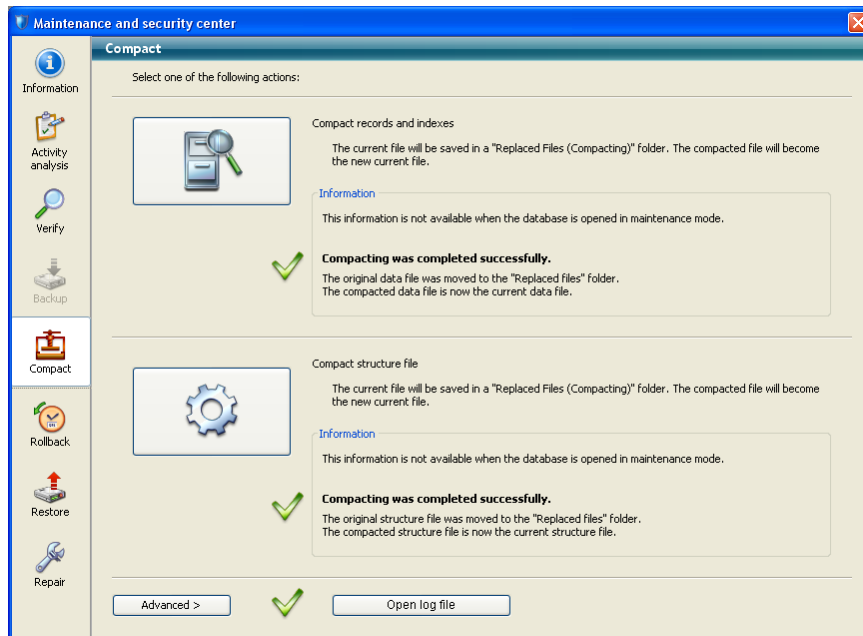 Maintenance and security center
Compact
Information
Activity
analysis
Verify
Backup
Compact
Rollback
Restore
Repair
Select one of the following actions:
Compact records and indexes
The current file will be saved in a "Replaced Files (Compacting)" folder. The compacted file will become
the new current file.
Information
This information is not available when the database is opened in maintenance mode.
Compacting was completed successfully.
The original data file was moved to the "Replaced files" folder.
The compacted data file is now the current data file.
Compact structure file
The current file will be saved in a "Replaced Files (Compacting)" folder. The compacted file will become
the new current file.
Information
This information is not available when the database is opened in maintenance mode.
Compacting was completed successfully.
The original structure file was moved to the "Replaced files" folder.
The compacted structure file is now the current structure file.
Advanced >
Open log file